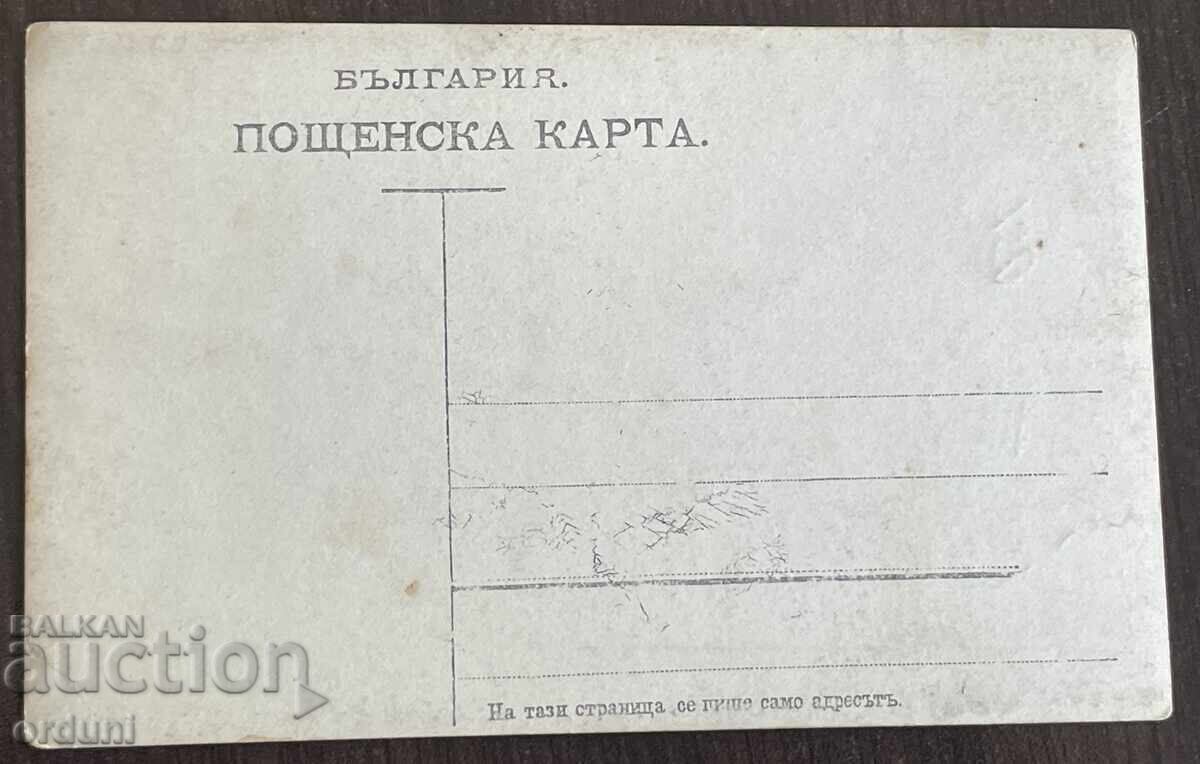 БЪЛГАРИЯ.
ПОЩЕНСКА КАРТА.
На тази страница се пише само адресътъ.
BALKAN
auction
orduni